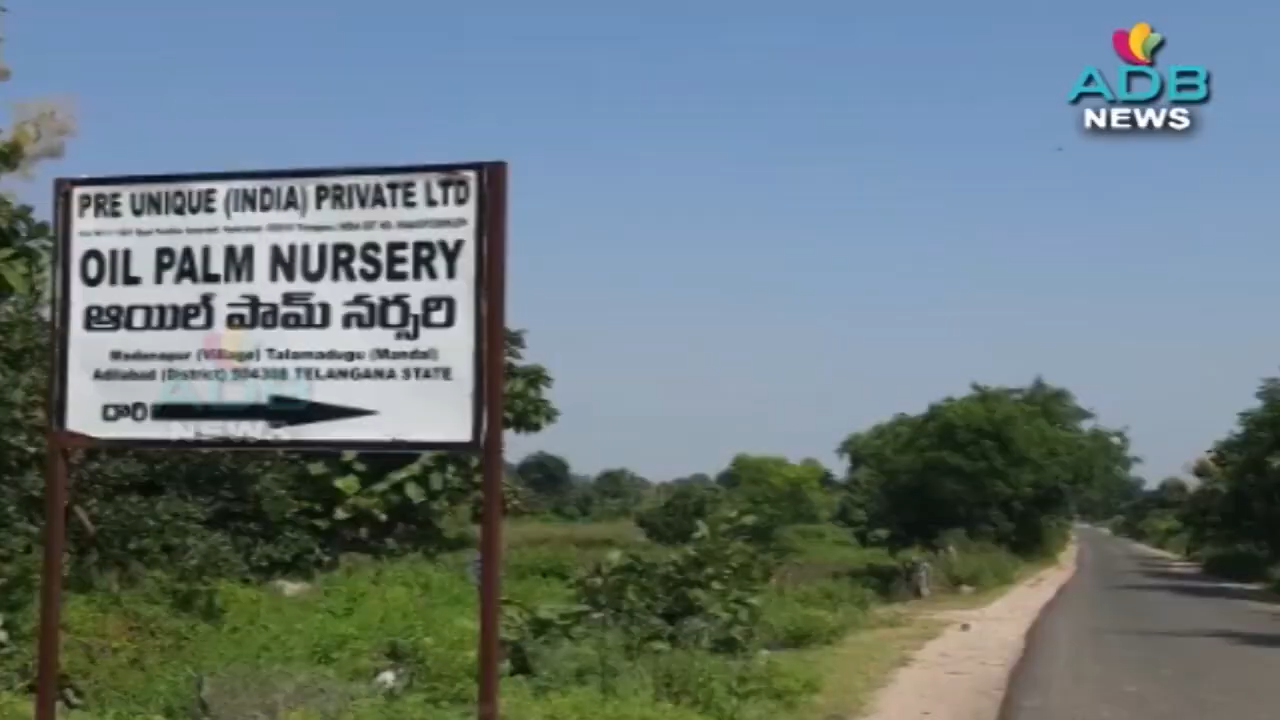 PRE UNIQUE (INDIA) PRIVATE LTD
OIL PALM NURSERY
ఆయిల్ పామ్ నర్సరి
(Village) Talamadugu (Mandal)
Adilabad (District) TELANGANA STATE
దారి
ADB
NEWS